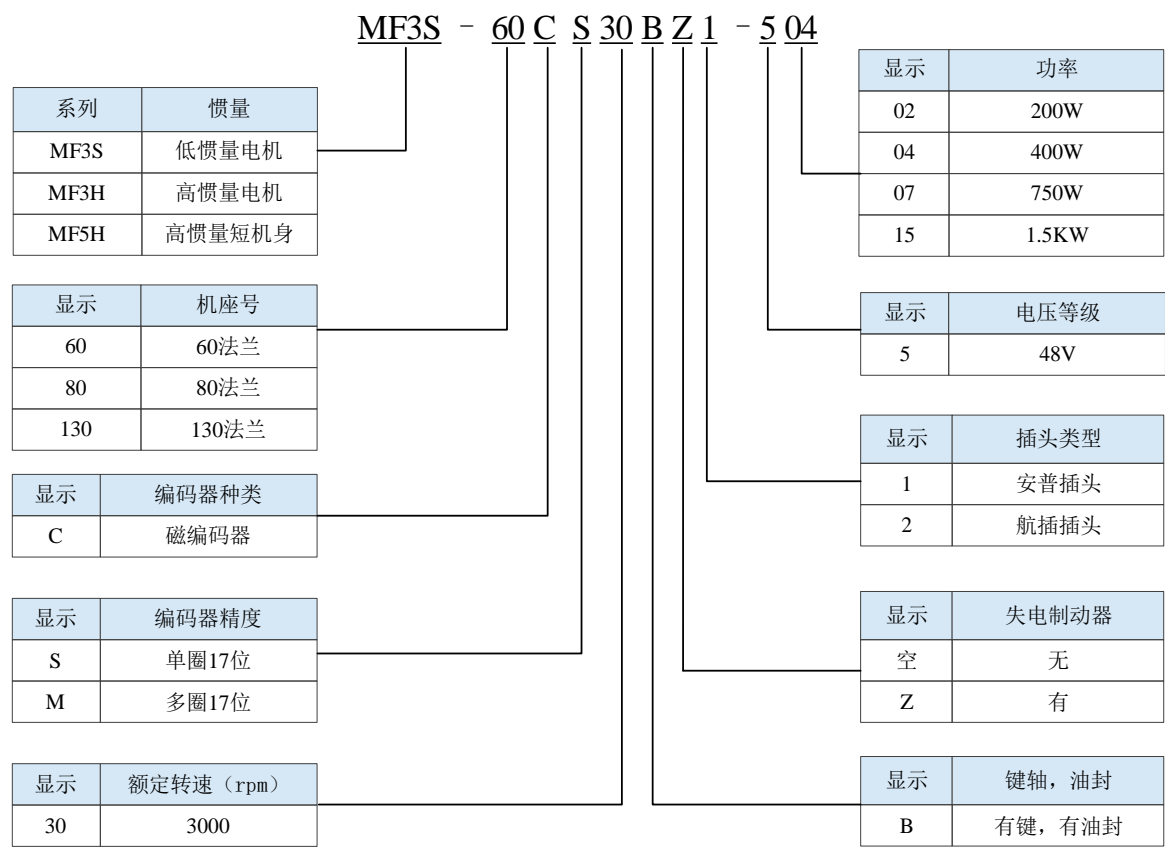 MF3S - 60 C S 30 B Z 1 - 5 04
系列 惯量
MF3S 低惯量电机
MF3H 高惯量电机
MF5H 高惯量短机身
显示 机座号
60 60法兰
80 80法兰
130 130法兰
显示 编码器种类
C 磁编码器
显示 编码器精度
S 单圈17位
M 多圈17位
显示 额定转速（rpm）
30 3000
显示 功率
02 200W
04 400W
07 750W
15 1.5KW
显示 电压等级
5 48V
显示 插头类型
1 安普插头
2 航插插头
显示 失电制动器
空 无
Z 有
显示 键轴，油封
B 有键，有油封